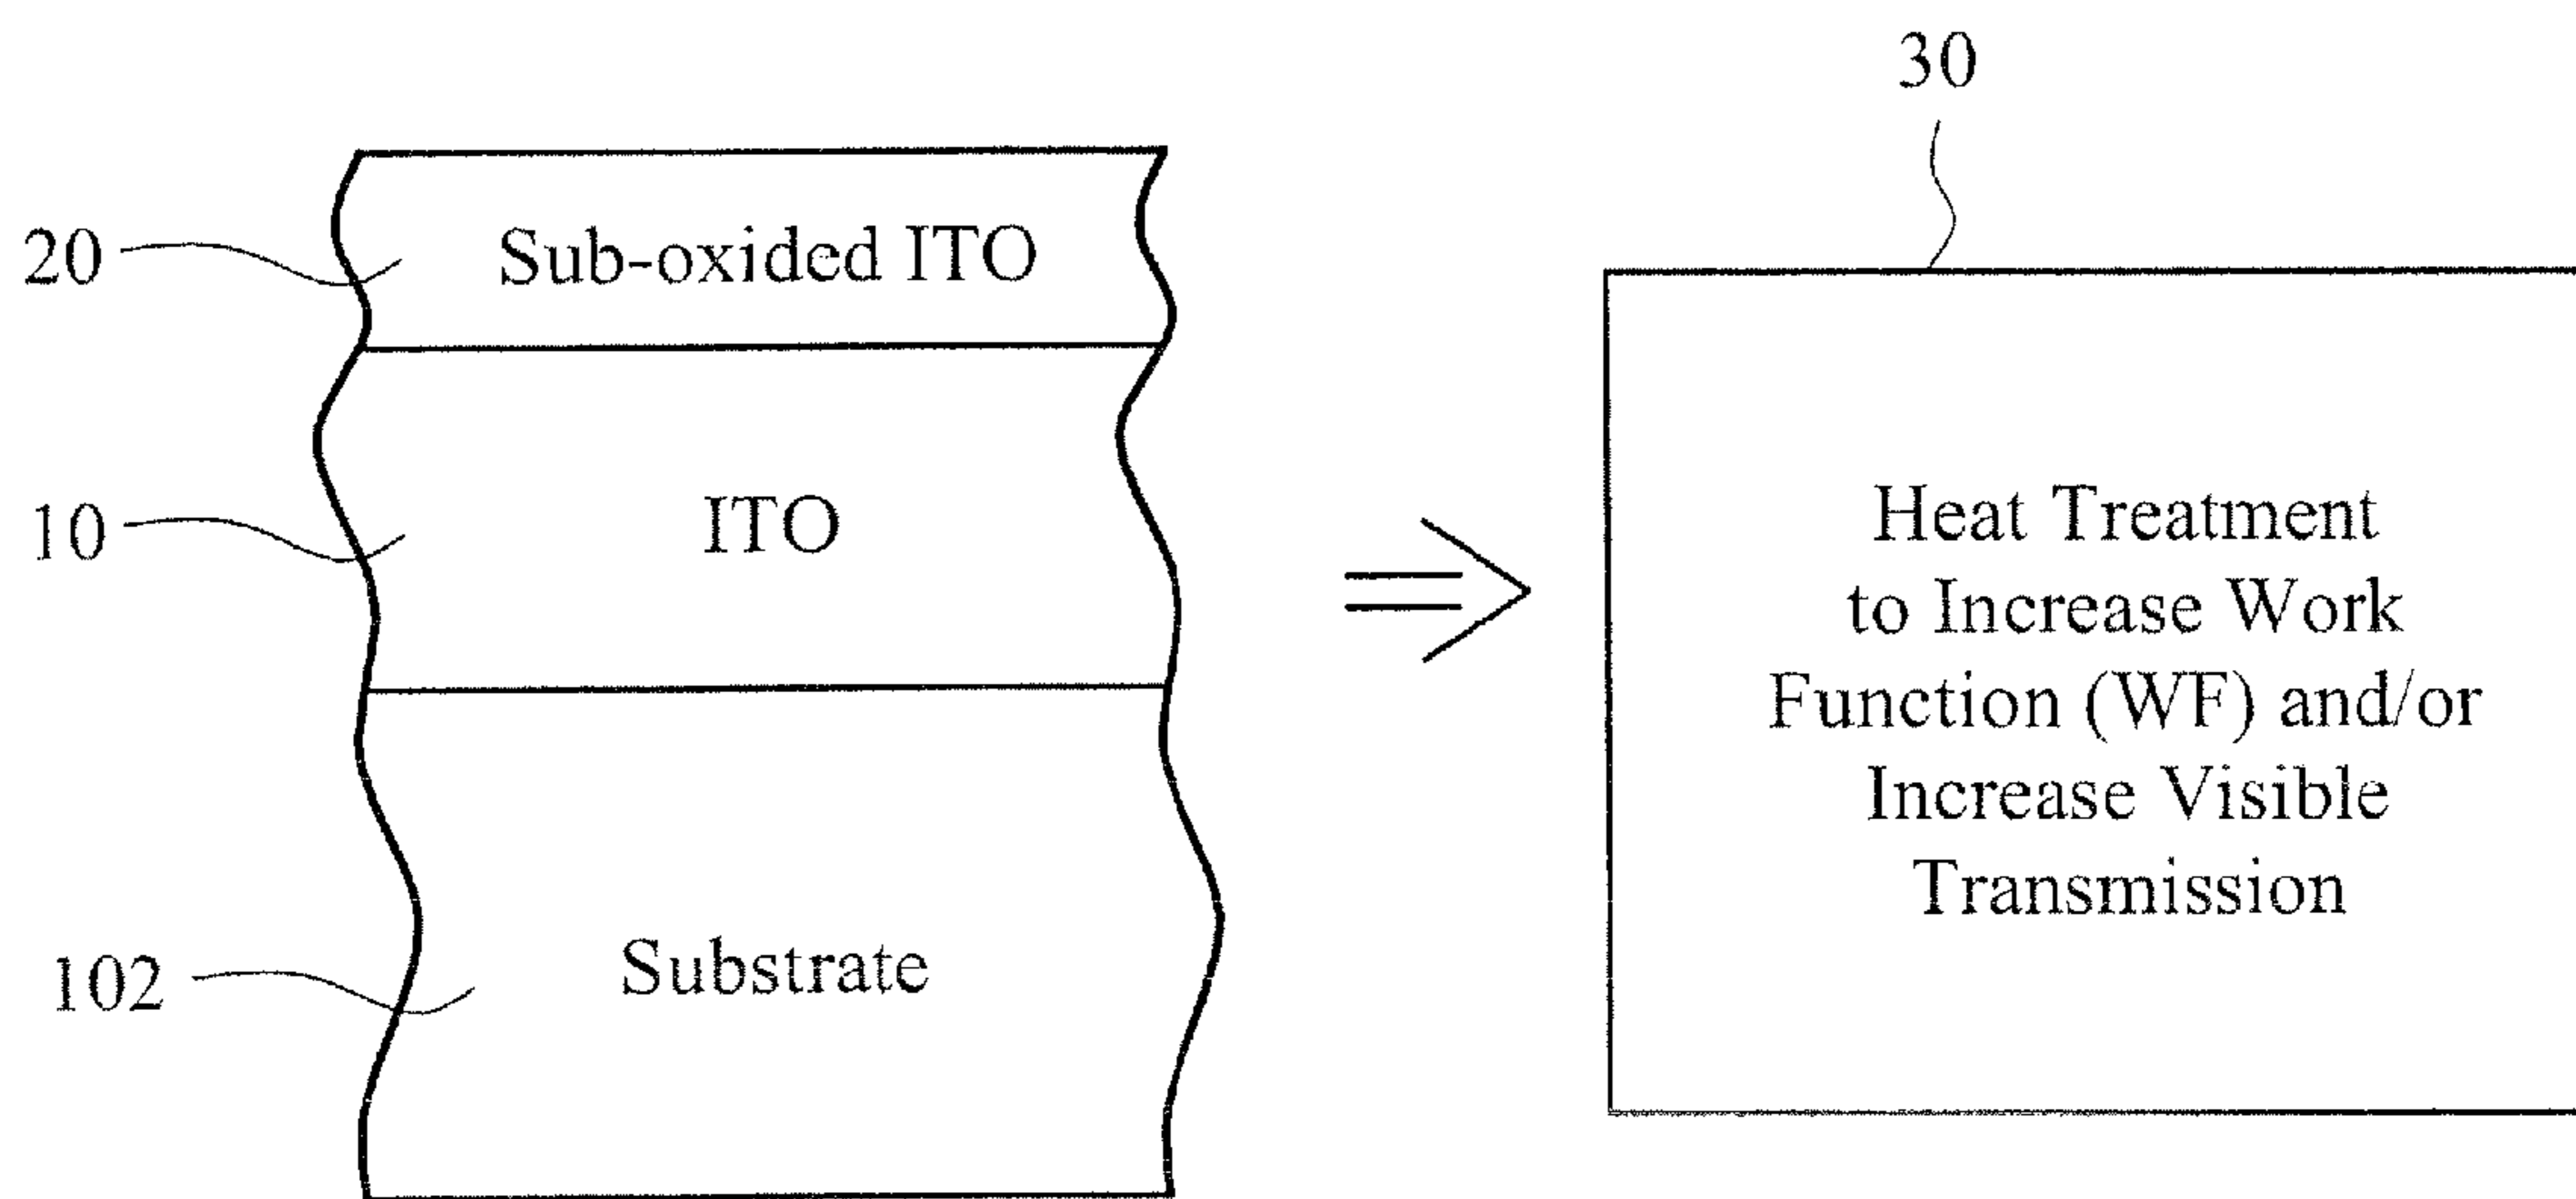 30
20
Sub-oxided ITO
10
ITO
102
Substrate
Heat Treatment
to Increase Work
Function (WF) and/or
Increase Visible
Transmission